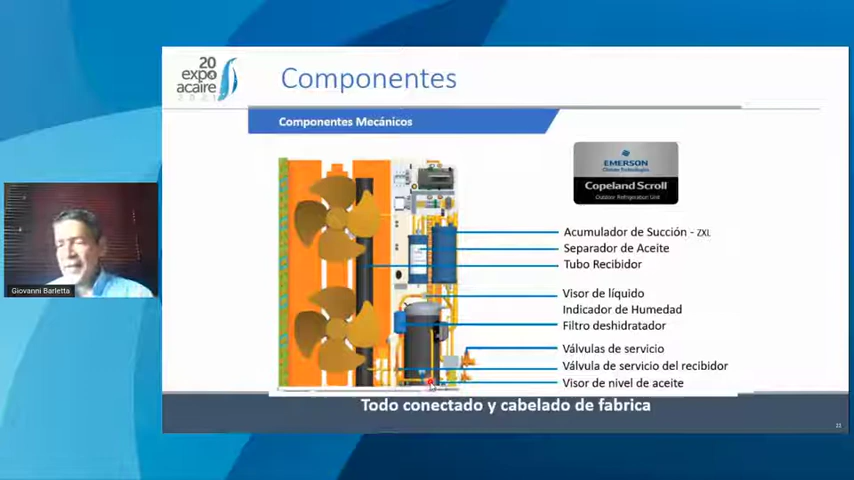 20
expo
acaire
2021
Componentes
Componentes Mecánicos
EMERSON
Climate Technologies
Copeland Scroll
Outdoor Refrigeration Unit
Acumulador de Succión - ZXL
Separador de Aceite
Tubo Recibidor
Visor de líquido
Indicador de Humedad
Filtro deshidratador
Válvulas de servicio
Válvula de servicio del recibidor
Visor de nivel de aceite
Todo conectado y cabelado de fabrica
Giovanni Barletta